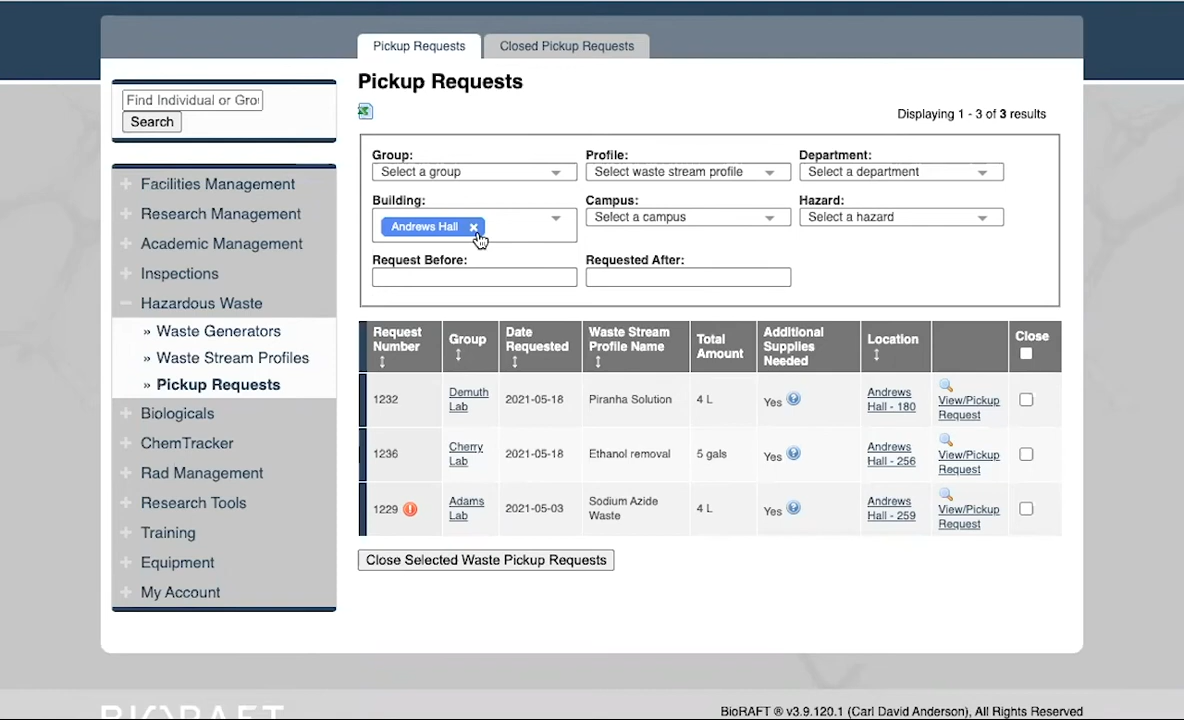 Pickup Requests
Closed Pickup Requests
Find Individual or Gro
Search
Facilities Management
Research Management
Academic Management
Inspections
Hazardous Waste
» Waste Generators
» Waste Stream Profiles
» Pickup Requests
Biologicals
ChemTracker
Rad Management
Research Tools
Training
Equipment
My Account
Pickup Requests
Displaying 1 - 3 of 3 results
Group:
Select a group
Profile:
Select waste stream profile
Department:
Select a department
Building:
Andrews Hall ×
Campus:
Select a campus
Hazard:
Select a hazard
Request Before:
Requested After:
Request
Number
Group
Date
Requested
Waste Stream
Profile Name
Total
Amount
Additional
Supplies
Needed
Location
Close
1232
Demuth
Lab
2021-05-18
Piranha Solution
4 L
Yes
Andrews
Hall - 180
View/Pickup
Request
1236
Cherry
Lab
2021-05-18
Ethanol removal
5 gals
Yes
Andrews
Hall - 256
View/Pickup
Request
1229
Adams
Lab
2021-05-03
Sodium Azide
Waste
4 L
Yes
Andrews
Hall - 259
View/Pickup
Request
Close Selected Waste Pickup Requests
BIORAFT
BioRAFT ® v3.9.120.1 (Carl David Anderson), All Rights Reserved